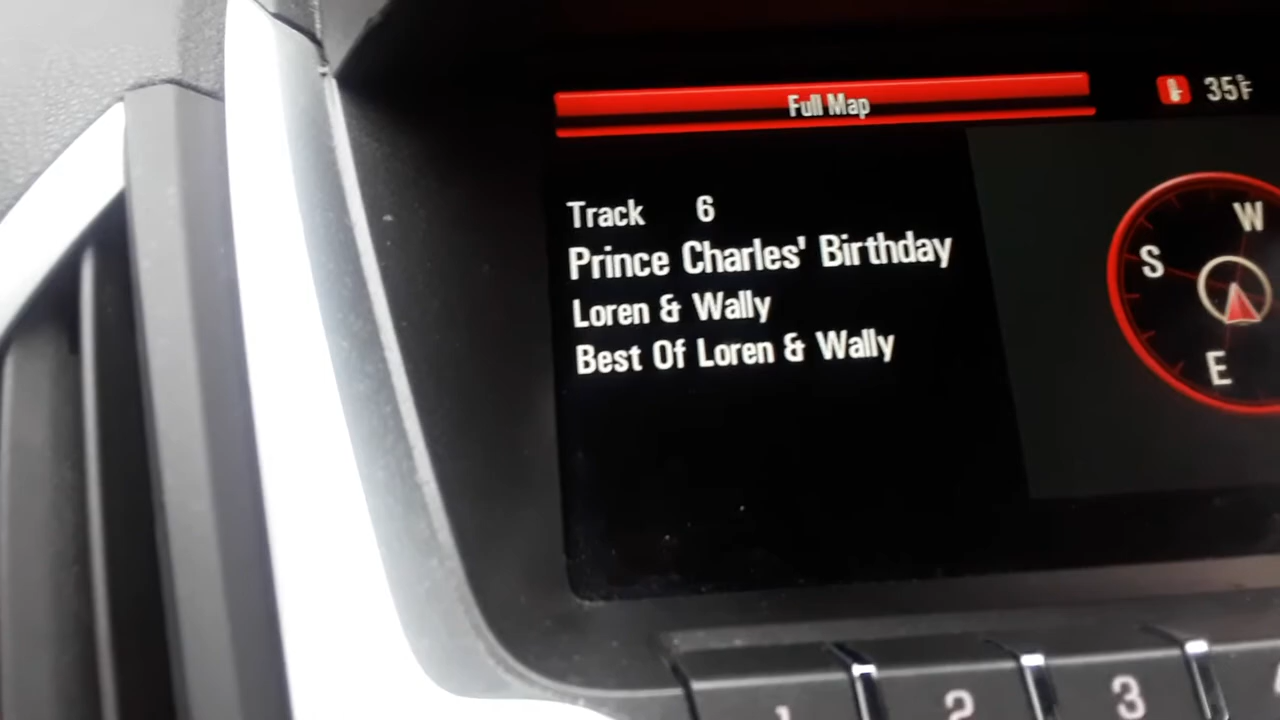 Full Map
35°F
Track 6
Prince Charles' Birthday
Loren & Wally
Best Of Loren & Wally
W
S
E
1
2
3